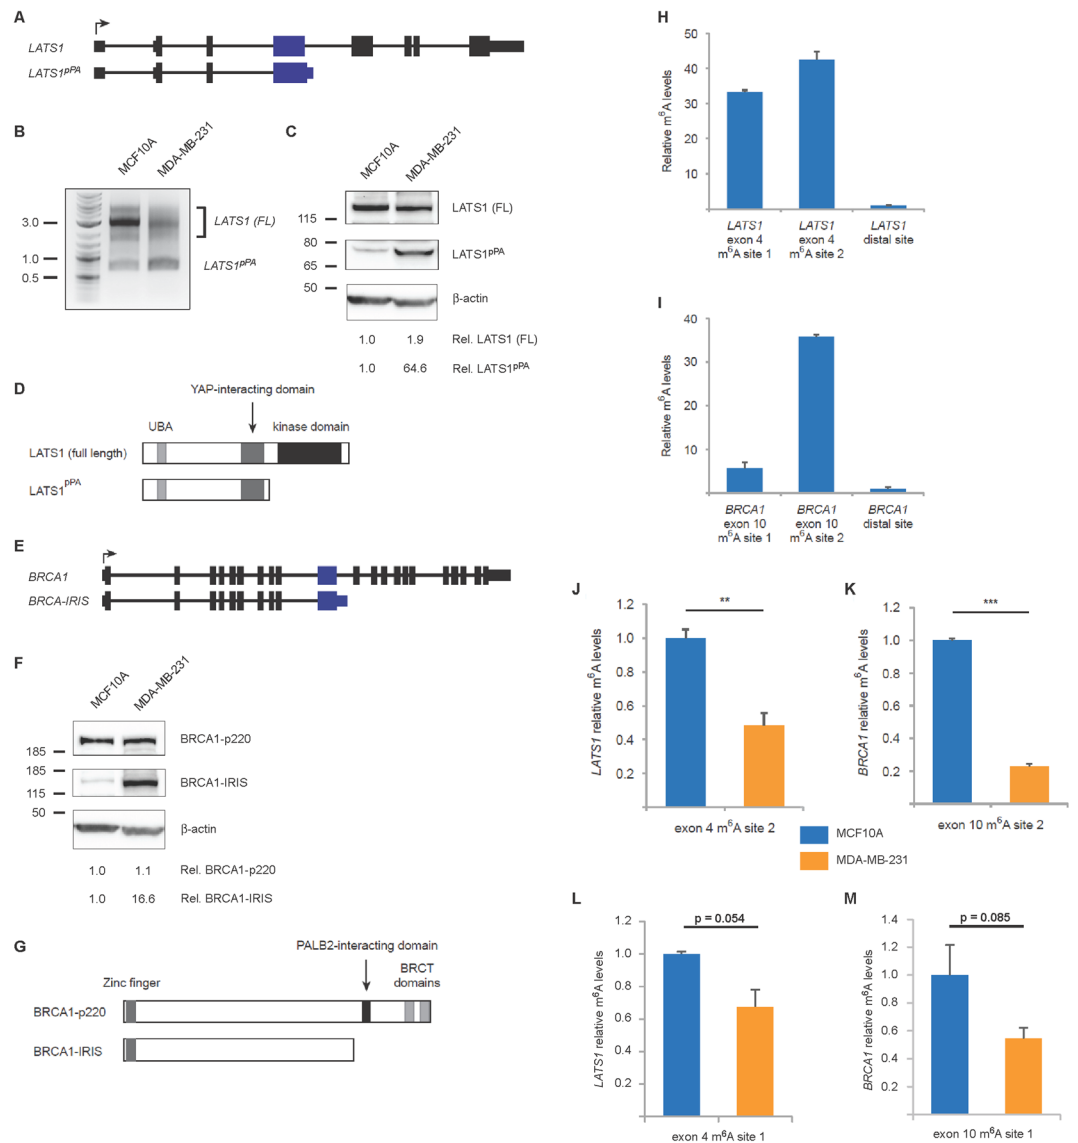 A
LATS1
LATS1pPA
B
MCF10A
MDA-MB-231
3.0
1.0
0.5
LATS1 (FL)
LATS1pPA
C
MCF10A
MDA-MB-231
115
80
65
50
LATS1 (FL)
LATS1pPA
β-actin
1.0 1.9 Rel. LATS1 (FL)
1.0 64.6 Rel. LATS1pPA
D
YAP-interacting domain
UBA
kinase domain
LATS1 (full length)
LATS1pPA
E
BRCA1
BRCA-IRIS
F
MCF10A
MDA-MB-231
185
185
115
50
BRCA1-p220
BRCA1-IRIS
β-actin
1.0 1.1 Rel. BRCA1-p220
1.0 16.6 Rel. BRCA1-IRIS
G
PALB2-interacting domain
Zinc finger
BRCT
domains
BRCA1-p220
BRCA1-IRIS
H
Relative m6A levels
50
40
30
20
10
LATS1
exon 4
m6A site 1
LATS1
exon 4
m6A site 2
LATS1
distal site
I
Relative m6A levels
40
30
20
10
BRCA1
exon 10
m6A site 1
BRCA1
exon 10
m6A site 2
BRCA1
distal site
J
LATS1 relative m6A levels
1.2
1.0
0.8
0.6
0.4
0.2
**
exon 4 m6A site 2
K
BRCA1 relative m6A levels
1.2
1.0
0.8
0.6
0.4
0.2
***
exon 10 m6A site 2
MCF10A
MDA-MB-231
L
LATS1 relative m6A levels
1.2
1.0
0.8
0.6
0.4
0.2
p = 0.054
exon 4 m6A site 1
M
BRCA1 relative m6A levels
1.4
1.2
1.0
0.8
0.6
0.4
0.2
p = 0.085
exon 10 m6A site 1